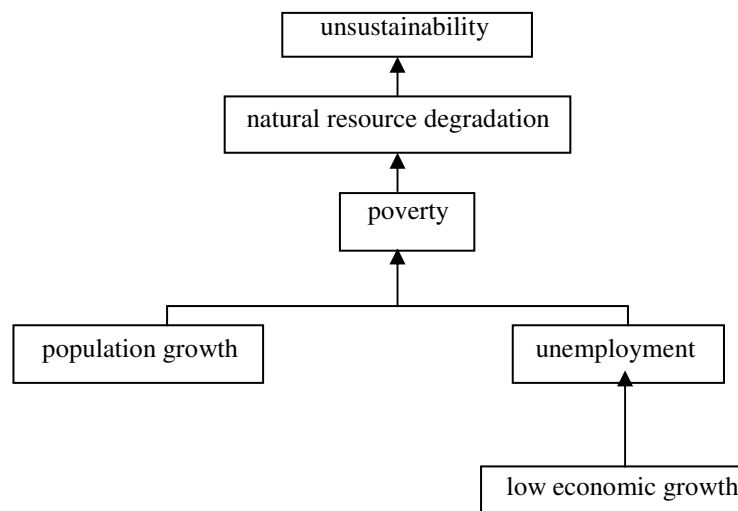 unsustainability
natural resource degradation
poverty
population growth
unemployment
low economic growth